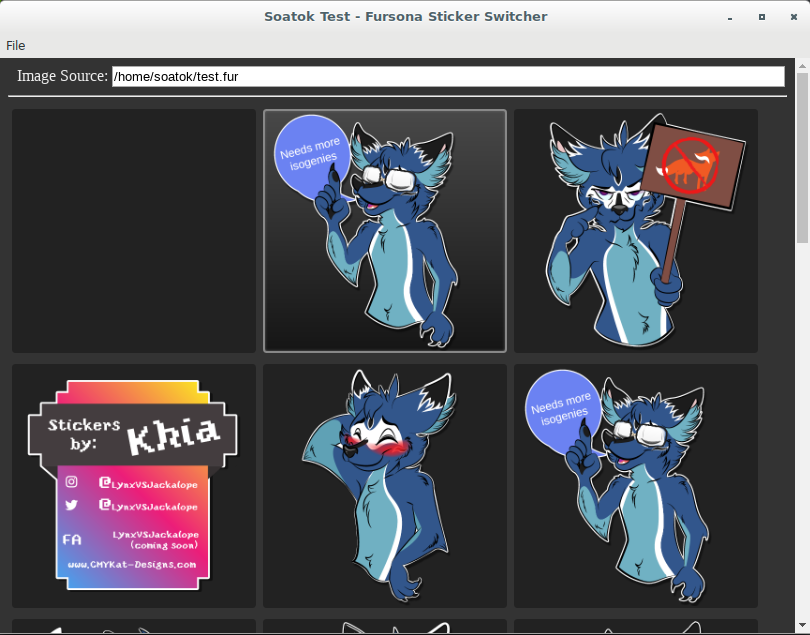 Soatok Test - Fursona Sticker Switcher
File
Image Source: /home/soatok/test.fur
Needs more
isogenies
Stickers
by: Khia
@LynxVSJackalope
@LynxVSJackalope
FA LynxVSJackalope
(coming soon)
www.CMYKat-Designs.com
Needs more
isogenies